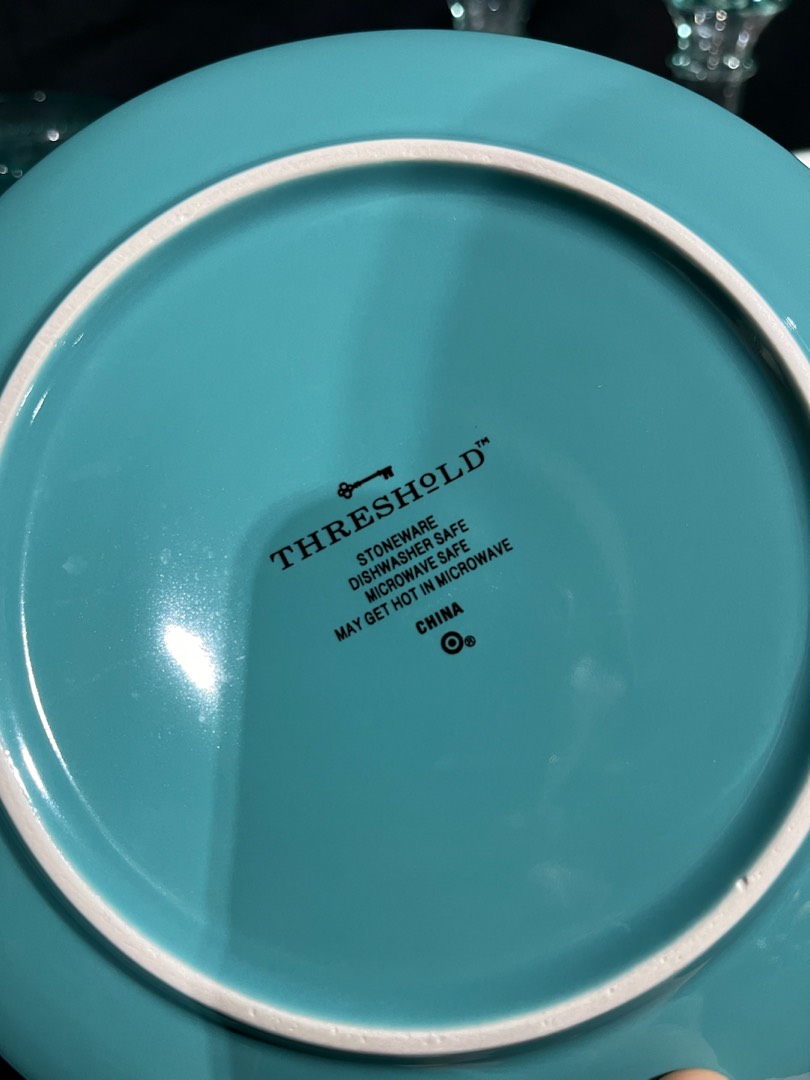 THRESHOLD™
STONEWARE
DISHWASHER SAFE
MICROWAVE SAFE
MAY GET HOT IN MICROWAVE
CHINA
®